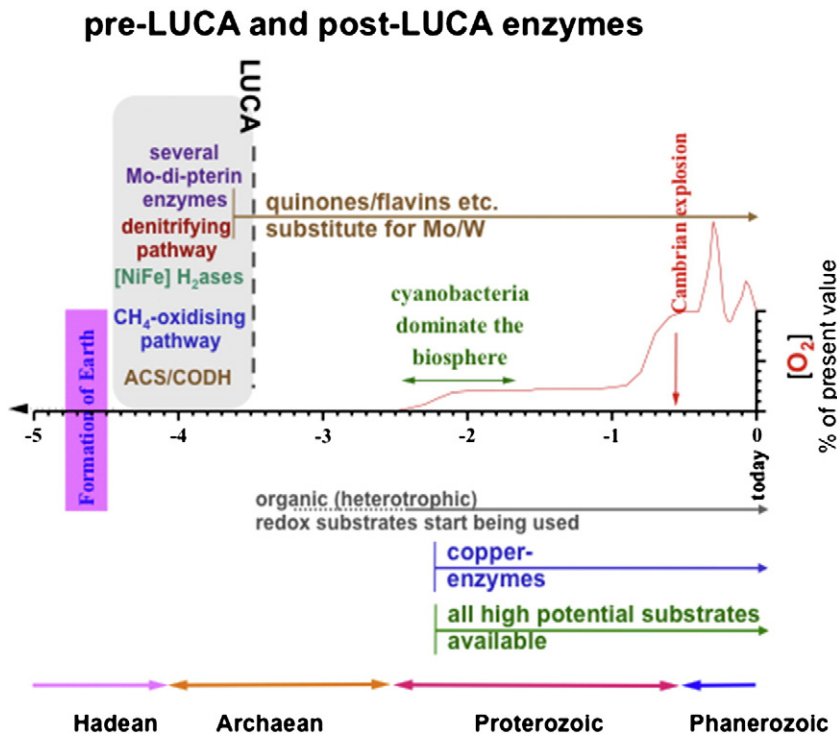 pre-LUCA and post-LUCA enzymes
LUCA
several
Mo-di-pterin
enzymes
denitrifying
pathway
[NiFe] H₂ases
CH₄-oxidising
pathway
ACS/CODH
quinones/flavins etc.
substitute for Mo/W
cyanobacteria
dominate the
biosphere
Cambrian explosion
[O₂]
% of present value
Formation of Earth
-5 -4 -3 -2 -1 0
today
organic (heterotrophic)
redox substrates start being used
copper-
enzymes
all high potential substrates
available
Hadean Archaean Proterozoic Phanerozoic